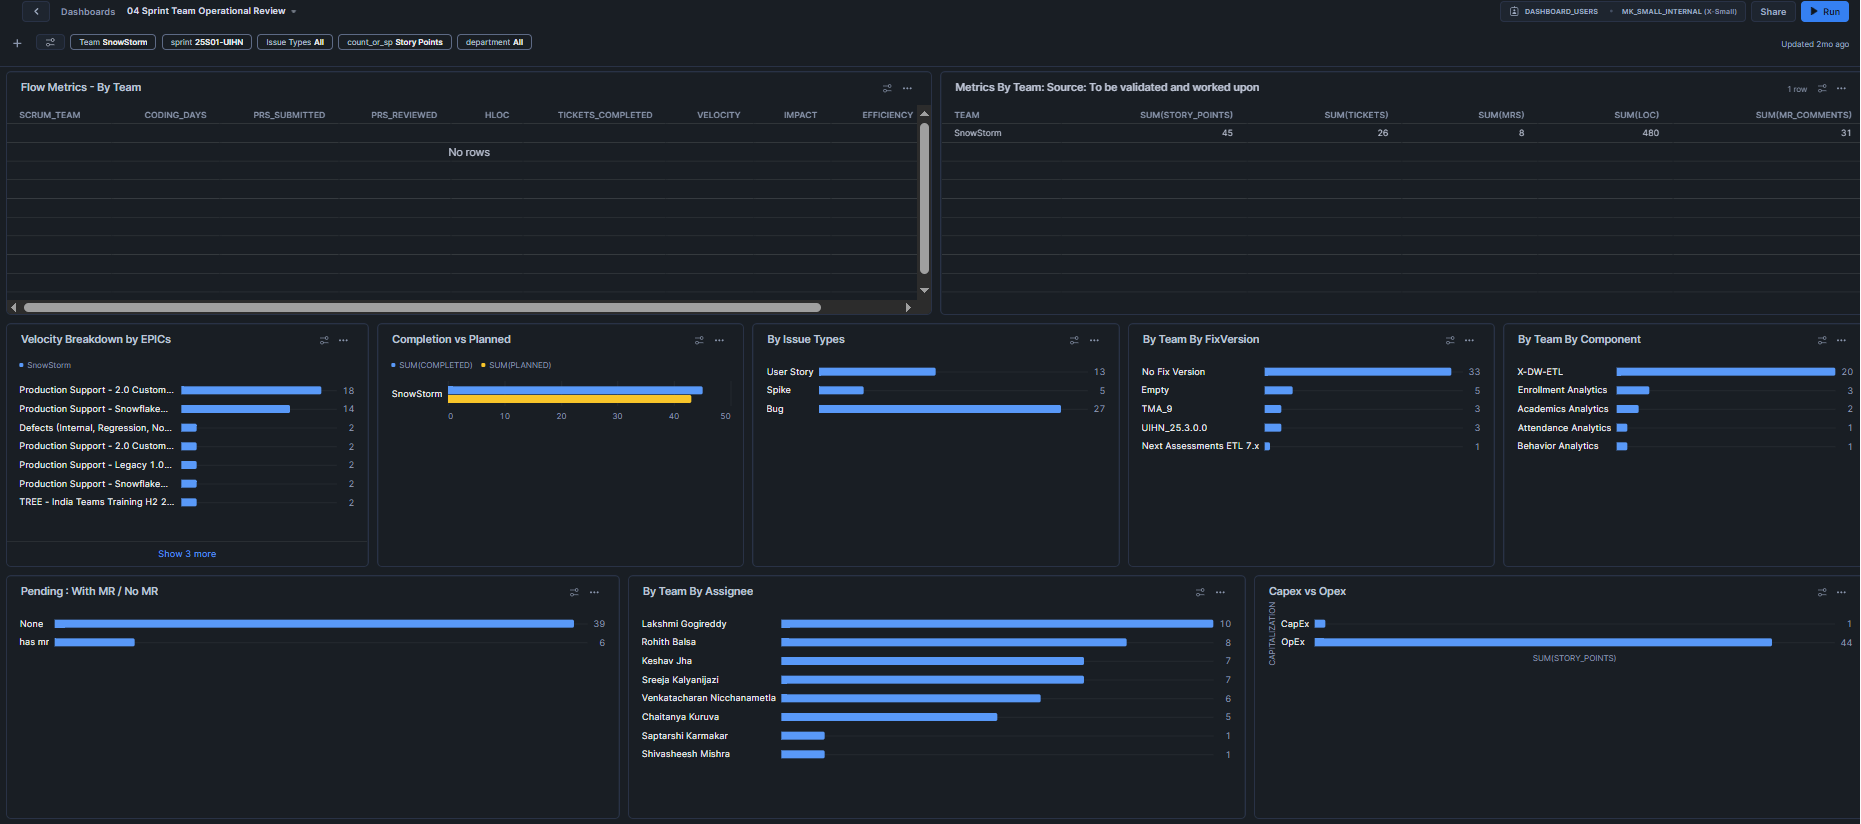 Dashboards 04 Sprint Team Operational Review
DASHBOARD_USERS • MK_SMALL_INTERNAL (X-Small)
Share
Run
Team SnowStorm
sprint 25S01-UIHN
Issue Types All
count_or_sp Story Points
department All
Updated 2mo ago
Flow Metrics - By Team
SCRUM_TEAM CODING_DAYS PRS_SUBMITTED PRS_REVIEWED HLOC TICKETS_COMPLETED VELOCITY IMPACT EFFICIENCY
No rows
Metrics By Team: Source: To be validated and worked upon
1 row
TEAM SUM(STORY_POINTS) SUM(TICKETS) SUM(MRS) SUM(LOC) SUM(MR_COMMENTS)
SnowStorm 45 26 8 480 31
Velocity Breakdown by EPICs
SnowStorm
Production Support - 2.0 Custom... 18
Production Support - Snowflake... 14
Defects (Internal, Regression, No... 2
Production Support - 2.0 Custom... 2
Production Support - Legacy 1.0... 2
Production Support - Snowflake... 2
TREE - India Teams Training H2 2... 2
Show 3 more
Completion vs Planned
SUM(COMPLETED) SUM(PLANNED)
SnowStorm
0 10 20 30 40 50
By Issue Types
User Story 13
Spike 5
Bug 27
By Team By FixVersion
No Fix Version 33
Empty 5
TMA_9 3
UIHN_25.3.0.0 3
Next Assessments ETL 7.x 1
By Team By Component
X-DW-ETL 20
Enrollment Analytics 3
Academics Analytics 2
Attendance Analytics 1
Behavior Analytics 1
Pending : With MR / No MR
None 39
has mr 6
By Team By Assignee
Lakshmi Gogireddy 10
Rohith Balsa 8
Keshav Jha 7
Sreeja Kalyanijazi 7
Venkatacharan Nicchanametla 6
Chaitanya Kuruva 5
Saptarshi Karmakar 1
Shivasheesh Mishra 1
Capex vs Opex
CAPITALIZATION
CapEx 1
OpEx 44
SUM(STORY_POINTS)